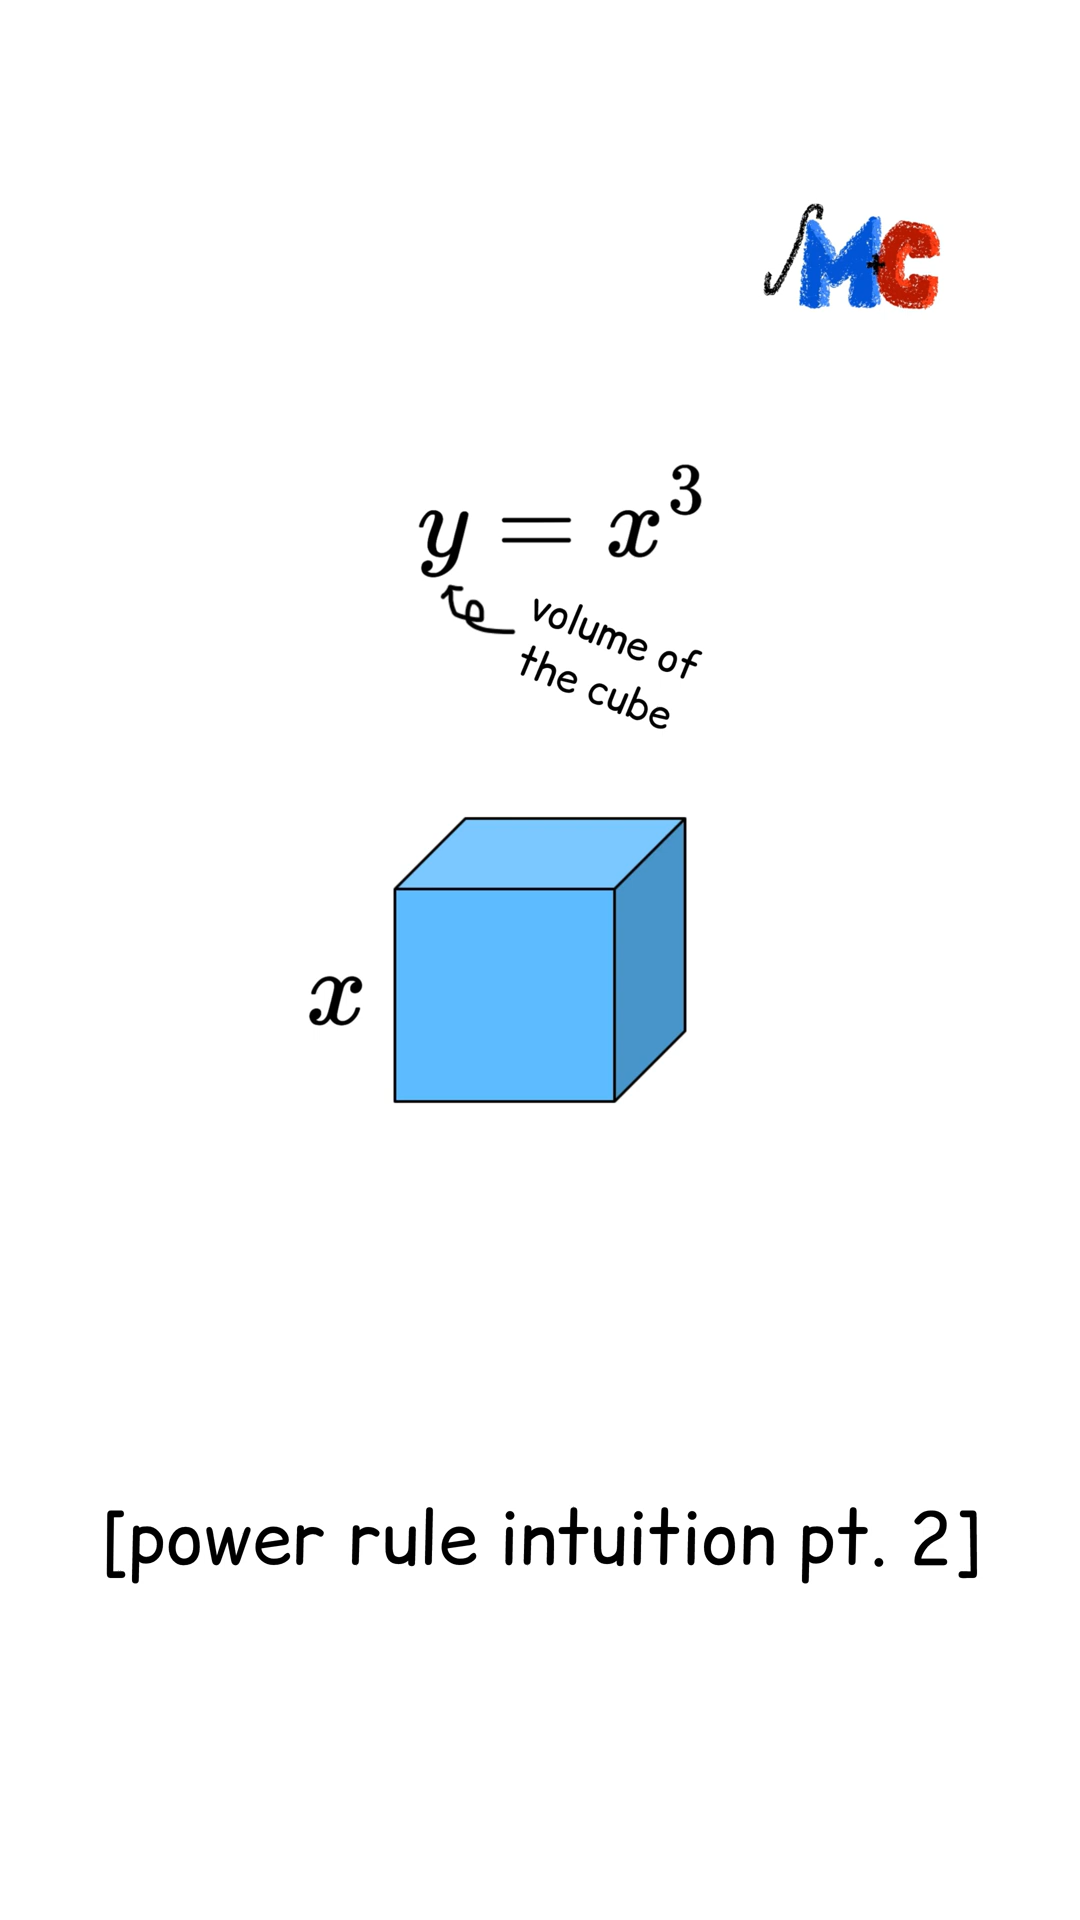 ∫M+C
y = x³
volume of
the cube
x
[power rule intuition pt. 2]